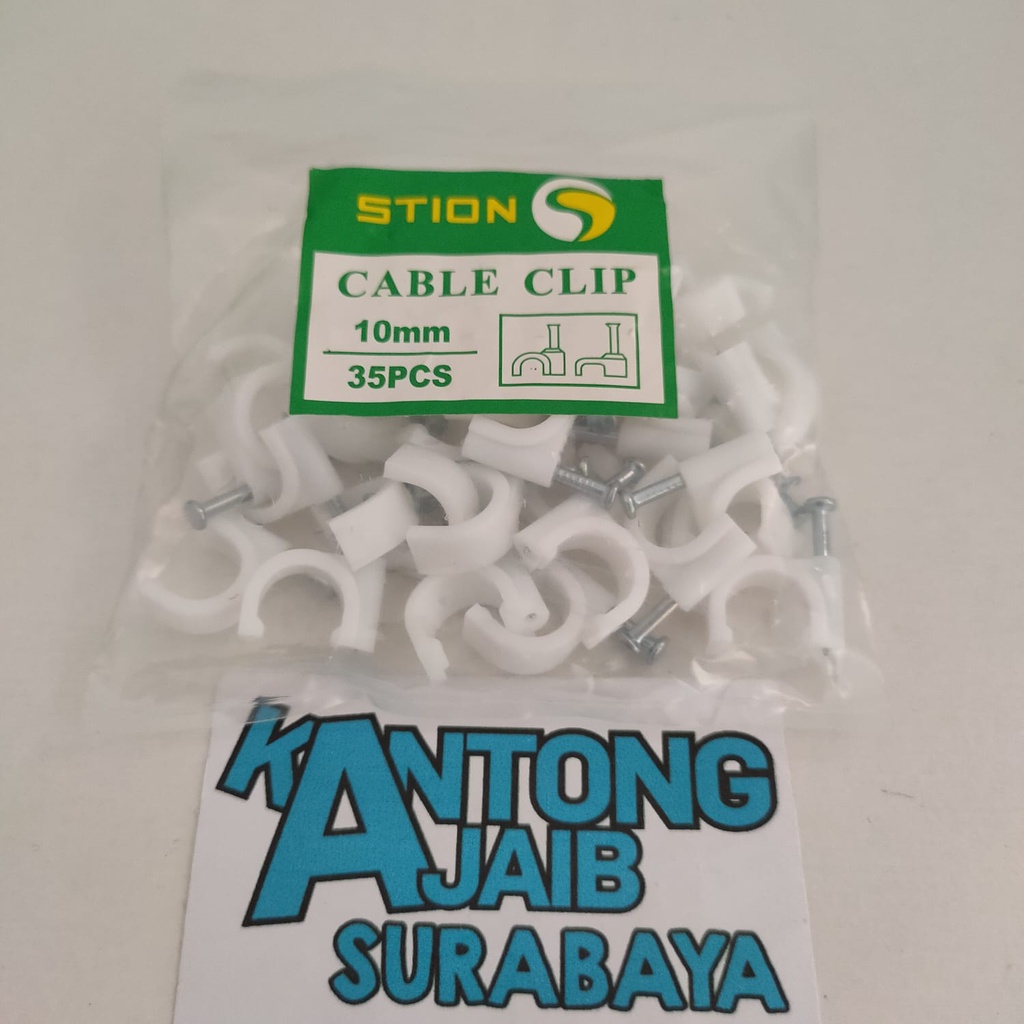 STION
CABLE CLIP
10mm
35PCS
KANTONG
AJAIB
SURABAYA